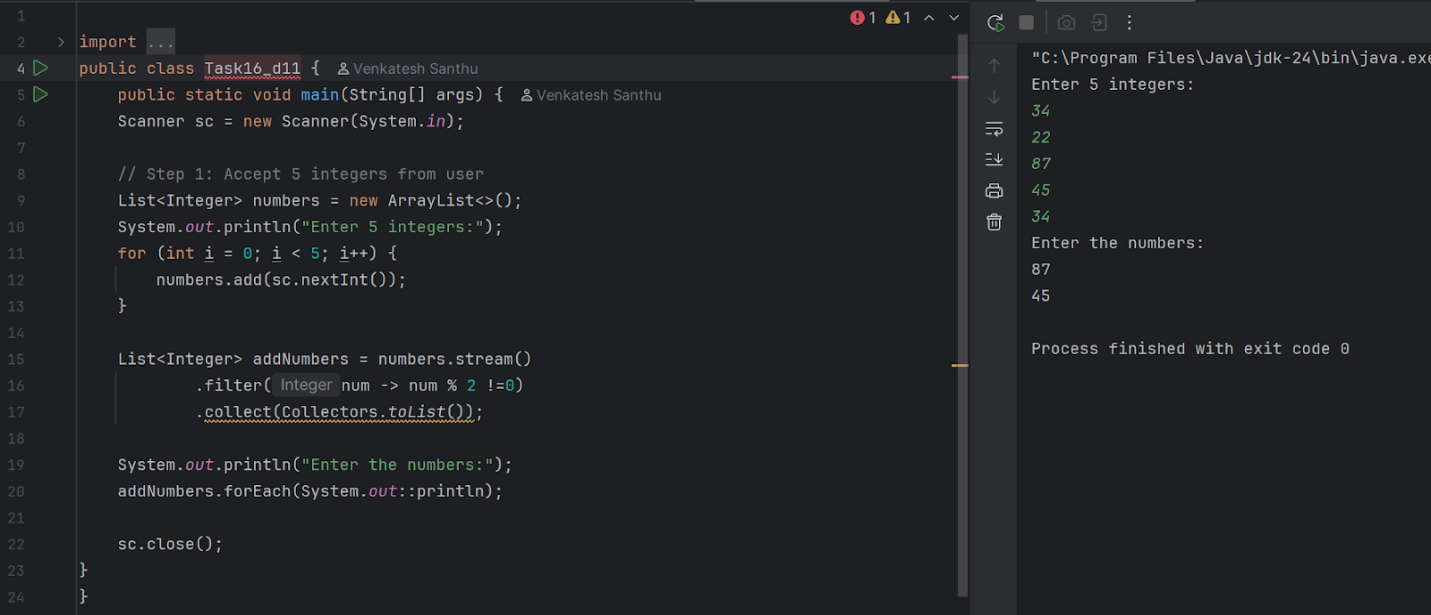 1
2 import ...
4 public class Task16_d11 { Venkatesh Santhu
5 public static void main(String[] args) { Venkatesh Santhu
6 Scanner sc = new Scanner(System.in);
7
8 // Step 1: Accept 5 integers from user
9 List<Integer> numbers = new ArrayList<>();
10 System.out.println("Enter 5 integers:");
11 for (int i = 0; i < 5; i++) {
12 numbers.add(sc.nextInt());
13 }
14
15 List<Integer> addNumbers = numbers.stream()
16 .filter( Integer num -> num % 2 !=0)
17 .collect(Collectors.toList());
18
19 System.out.println("Enter the numbers:");
20 addNumbers.forEach(System.out::println);
21
22 sc.close();
23 }
24 }
1 1
"C:\Program Files\Java\jdk-24\bin\java.exe
Enter 5 integers:
34
22
87
45
34
Enter the numbers:
87
45
Process finished with exit code 0